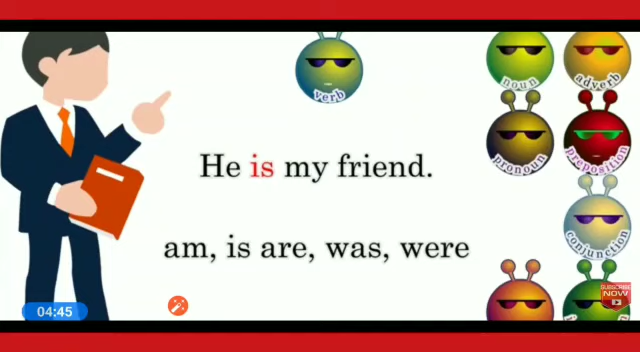 verb
noun
adverb
pronoun
preposition
conjunction
He is my friend.
am, is are, was, were
04:45
SUBSCRIBE
NOW